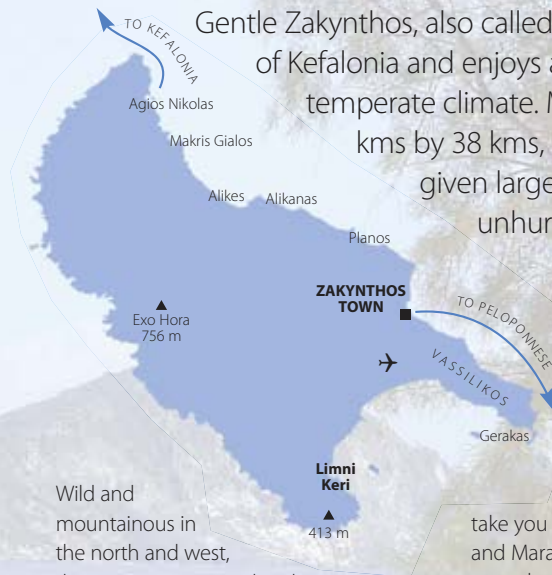 TO KEFALONIA
Gentle Zakynthos, also called
of Kefalonia and enjoys
temperate climate.
kms by 38 kms,
given large
Agios Nikolas
Makris Gialos
Alikes
Alikanas
Planos
ZAKYNTHOS
TOWN
TO PELOPONNESE
Exo Hora
756 m
VASSILIKOS
Gerakas
Limni
Keri
413 m
Wild and
mountainous in
the north and west,
take you
and